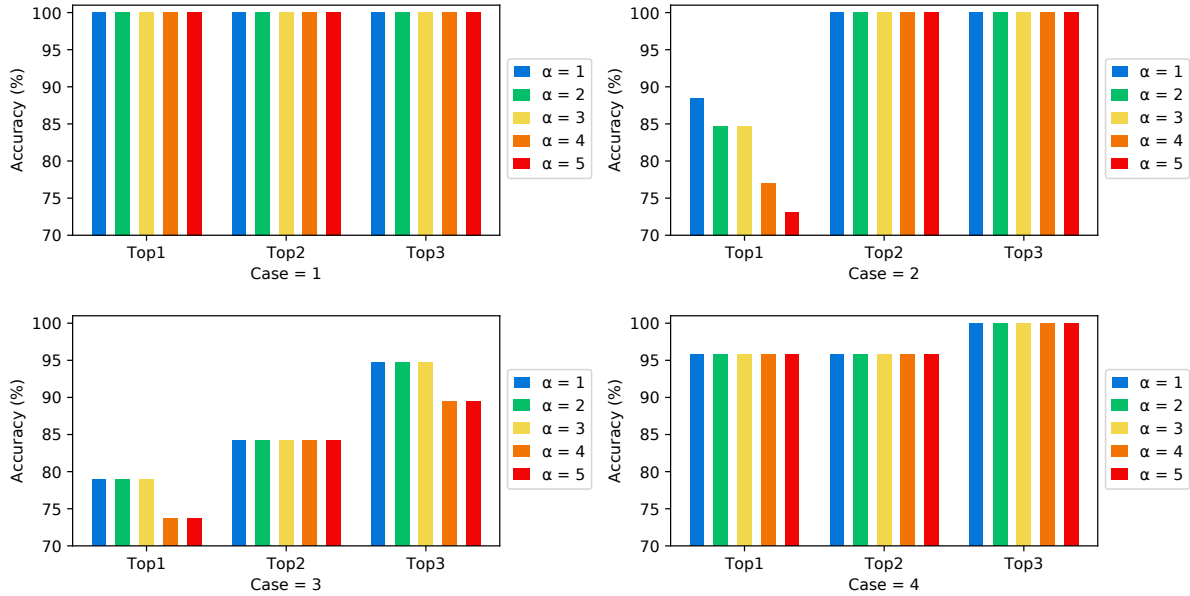 100
95
90
85
80
75
70
Accuracy (%)
Top1 Top2 Top3
Case = 1
α = 1
α = 2
α = 3
α = 4
α = 5
100
95
90
85
80
75
70
Accuracy (%)
Top1 Top2 Top3
Case = 2
α = 1
α = 2
α = 3
α = 4
α = 5
100
95
90
85
80
75
70
Accuracy (%)
Top1 Top2 Top3
Case = 3
α = 1
α = 2
α = 3
α = 4
α = 5
100
95
90
85
80
75
70
Accuracy (%)
Top1 Top2 Top3
Case = 4
α = 1
α = 2
α = 3
α = 4
α = 5